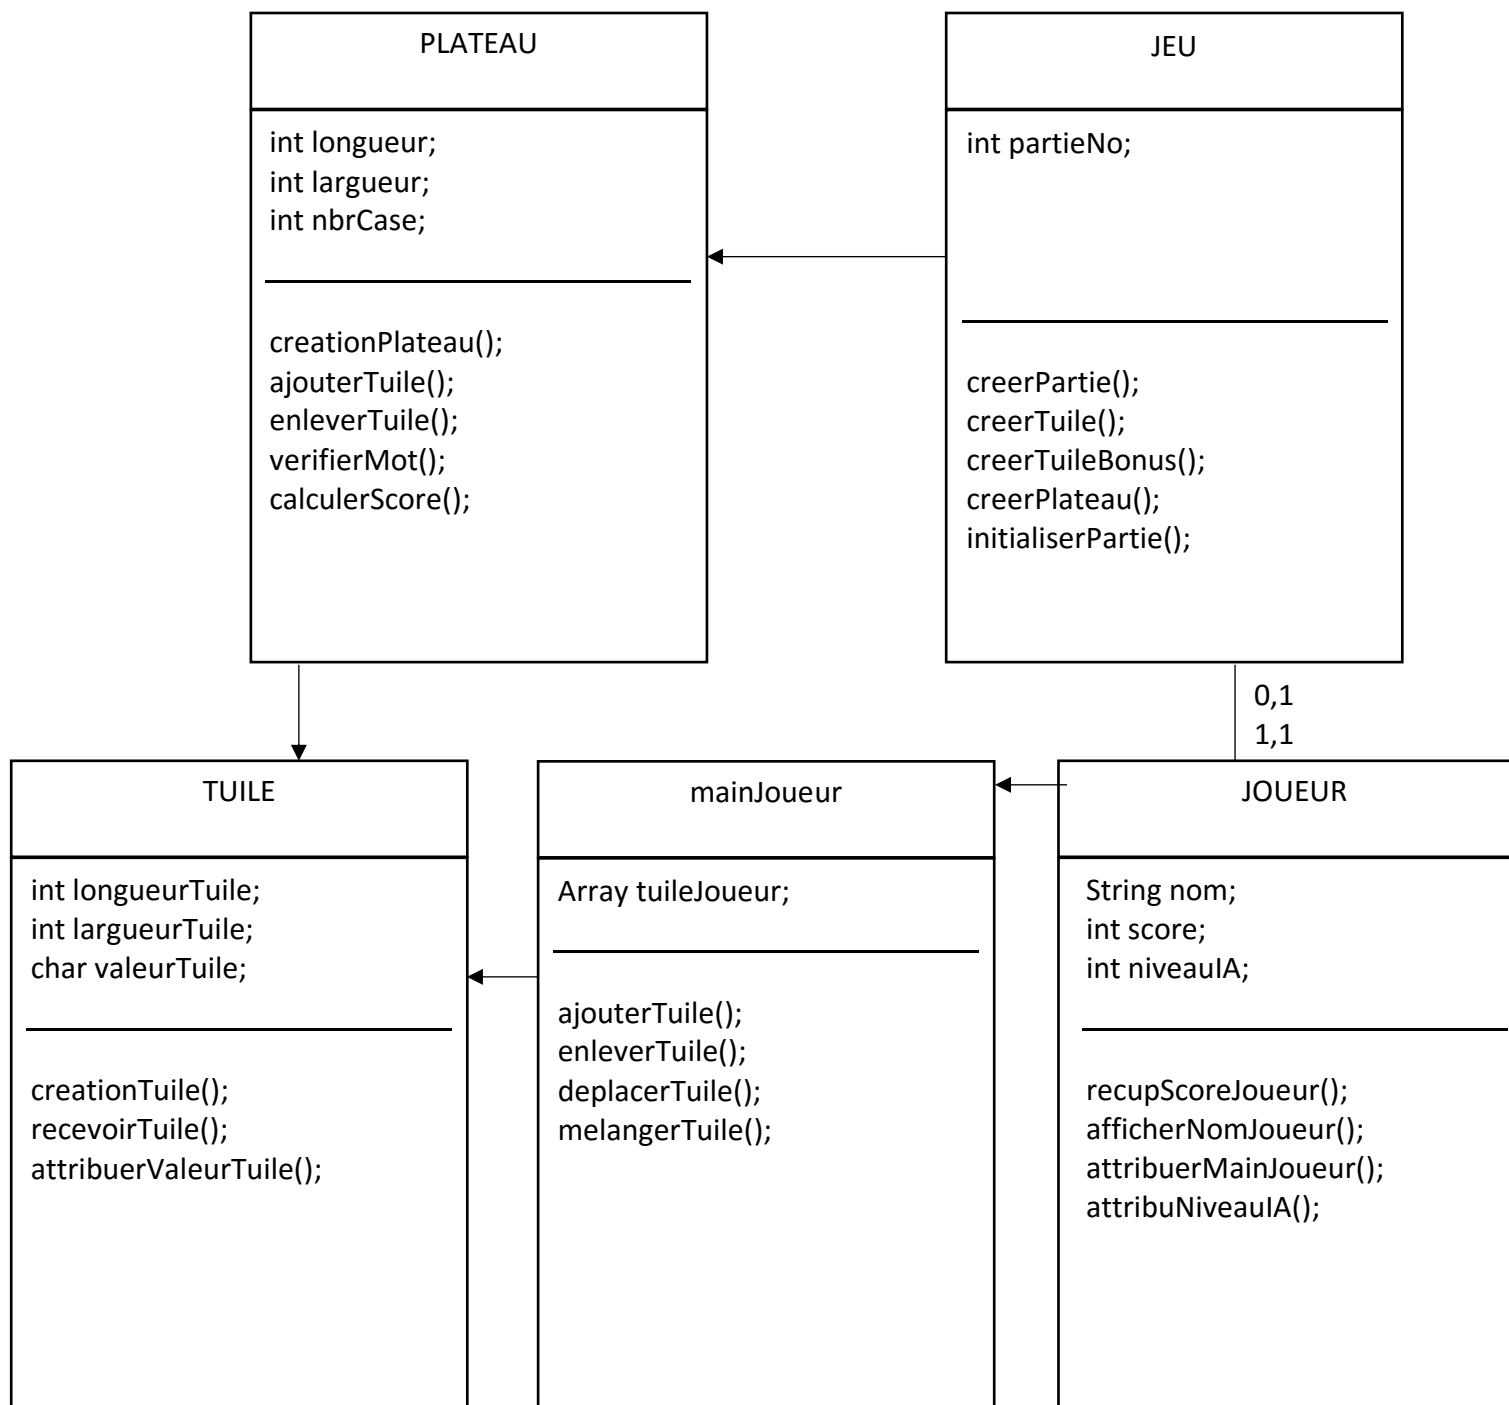 PLATEAU
int longueur;
int largueur;
int nbrCase;
creationPlateau();
ajouterTuile();
enleverTuile();
verifierMot();
calculerScore();
JEU
int partieNo;
creerPartie();
creerTuile();
creerTuileBonus();
creerPlateau();
initialiserPartie();
0,1
1,1
TUILE
int longueurTuile;
int largueurTuile;
char valeurTuile;
creationTuile();
recevoirTuile();
attribuerValeurTuile();
mainJoueur
Array tuileJoueur;
ajouterTuile();
enleverTuile();
deplacerTuile();
melangerTuile();
JOUEUR
String nom;
int score;
int niveauIA;
recupScoreJoueur();
afficherNomJoueur();
attribuerMainJoueur();
attribuNiveauIA();